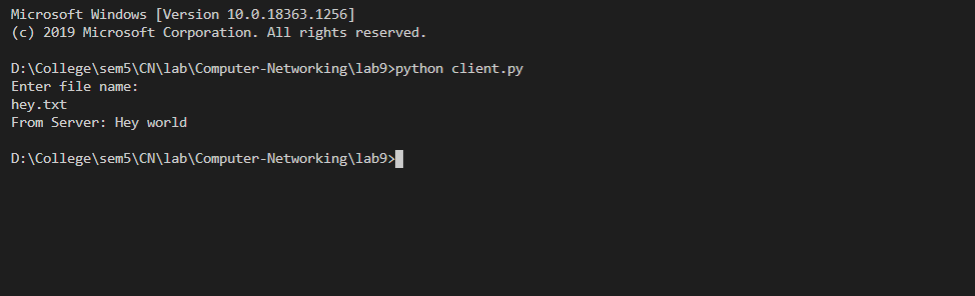 Microsoft Windows [Version 10.0.18363.1256]
(c) 2019 Microsoft Corporation. All rights reserved.
D:\College\sem5\CN\lab\Computer-Networking\lab9>python client.py
Enter file name:
hey.txt
From Server: Hey world
D:\College\sem5\CN\lab\Computer-Networking\lab9>